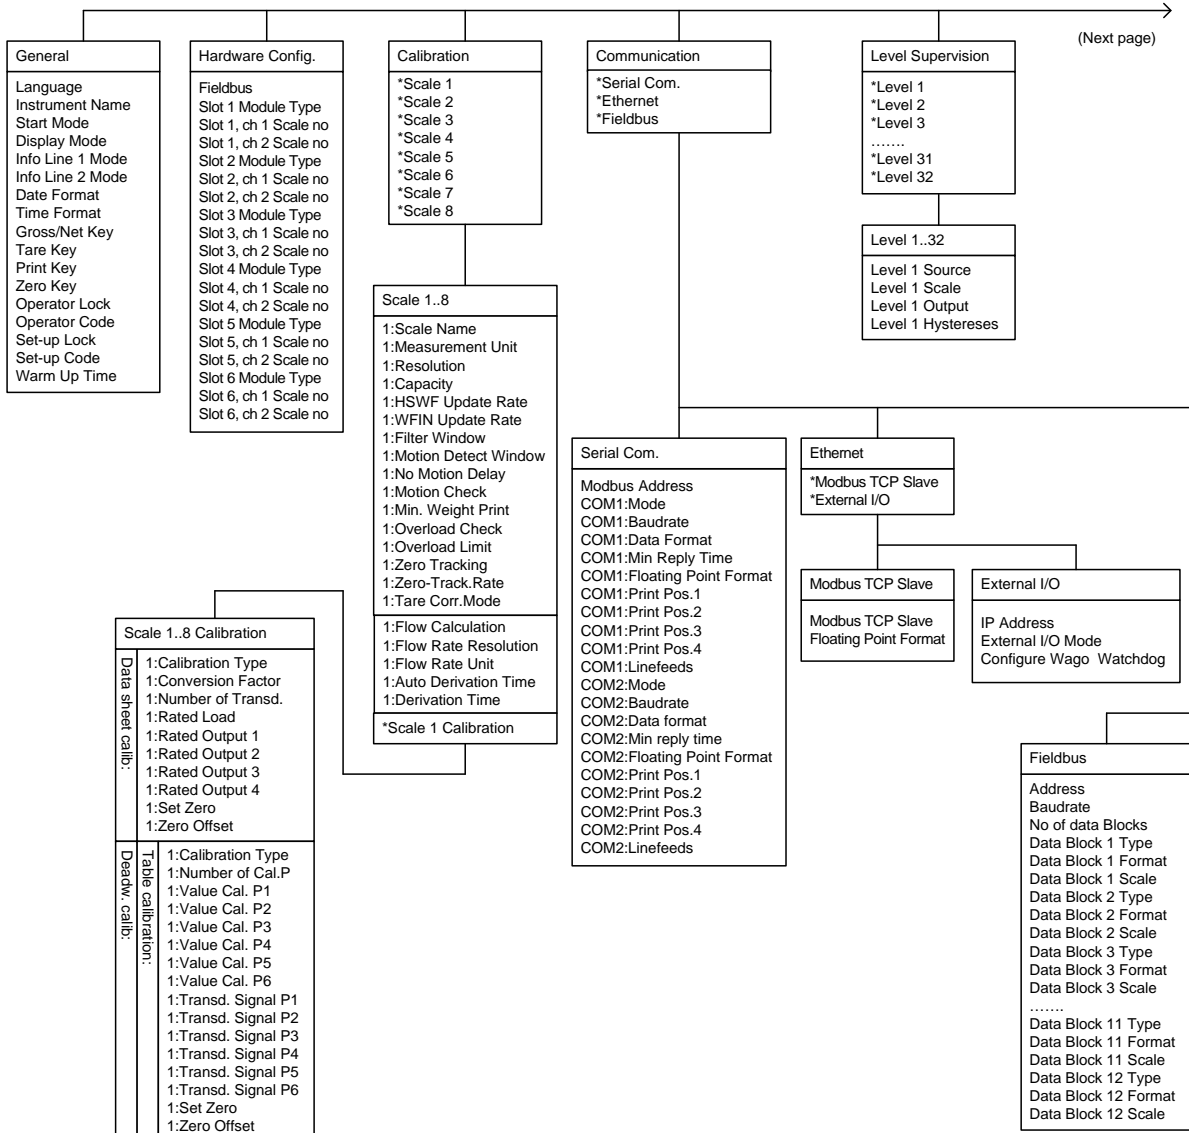 (Next page)
General
Language
Instrument Name
Start Mode
Display Mode
Info Line 1 Mode
Info Line 2 Mode
Date Format
Time Format
Gross/Net Key
Tare Key
Print Key
Zero Key
Operator Lock
Operator Code
Set-up Lock
Set-up Code
Warm Up Time
Hardware Config.
Fieldbus
Slot 1 Module Type
Slot 1, ch 1 Scale no
Slot 1, ch 2 Scale no
Slot 2 Module Type
Slot 2, ch 1 Scale no
Slot 2, ch 2 Scale no
Slot 3 Module Type
Slot 3, ch 1 Scale no
Slot 3, ch 2 Scale no
Slot 4 Module Type
Slot 4, ch 1 Scale no
Slot 4, ch 2 Scale no
Slot 5 Module Type
Slot 5, ch 1 Scale no
Slot 5, ch 2 Scale no
Slot 6 Module Type
Slot 6, ch 1 Scale no
Slot 6, ch 2 Scale no
Calibration
*Scale 1
*Scale 2
*Scale 3
*Scale 4
*Scale 5
*Scale 6
*Scale 7
*Scale 8
Communication
*Serial Com.
*Ethernet
*Fieldbus
Level Supervision
*Level 1
*Level 2
*Level 3
.......
*Level 31
*Level 32
Level 1..32
Level 1 Source
Level 1 Scale
Level 1 Output
Level 1 Hystereses
Scale 1..8
1:Scale Name
1:Measurement Unit
1:Resolution
1:Capacity
1:HSWF Update Rate
1:WFIN Update Rate
1:Filter Window
1:Motion Detect Window
1:No Motion Delay
1:Motion Check
1:Min. Weight Print
1:Overload Check
1:Overload Limit
1:Zero Tracking
1:Zero-Track.Rate
1:Tare Corr.Mode
1:Flow Calculation
1:Flow Rate Resolution
1:Flow Rate Unit
1:Auto Derivation Time
1:Derivation Time
*Scale 1 Calibration
Serial Com.
Modbus Address
COM1:Mode
COM1:Baudrate
COM1:Data Format
COM1:Min Reply Time
COM1:Floating Point Format
COM1:Print Pos.1
COM1:Print Pos.2
COM1:Print Pos.3
COM1:Print Pos.4
COM1:Linefeeds
COM2:Mode
COM2:Baudrate
COM2:Data format
COM2:Min reply time
COM2:Floating Point Format
COM2:Print Pos.1
COM2:Print Pos.2
COM2:Print Pos.3
COM2:Print Pos.4
COM2:Linefeeds
Ethernet
*Modbus TCP Slave
*External I/O
Modbus TCP Slave
Modbus TCP Slave
Floating Point Format
External I/O
IP Address
External I/O Mode
Configure Wago Watchdog
Scale 1..8 Calibration
Data sheet calib:
1:Calibration Type
1:Conversion Factor
1:Number of Transd.
1:Rated Load
1:Rated Output 1
1:Rated Output 2
1:Rated Output 3
1:Rated Output 4
1:Set Zero
1:Zero Offset
Deadw. calib:
Table calibration:
1:Calibration Type
1:Number of Cal.P
1:Value Cal. P1
1:Value Cal. P2
1:Value Cal. P3
1:Value Cal. P4
1:Value Cal. P5
1:Value Cal. P6
1:Transd. Signal P1
1:Transd. Signal P2
1:Transd. Signal P3
1:Transd. Signal P4
1:Transd. Signal P5
1:Transd. Signal P6
1:Set Zero
1:Zero Offset
Fieldbus
Address
Baudrate
No of data Blocks
Data Block 1 Type
Data Block 1 Format
Data Block 1 Scale
Data Block 2 Type
Data Block 2 Format
Data Block 2 Scale
Data Block 3 Type
Data Block 3 Format
Data Block 3 Scale
.......
Data Block 11 Type
Data Block 11 Format
Data Block 11 Scale
Data Block 12 Type
Data Block 12 Format
Data Block 12 Scale